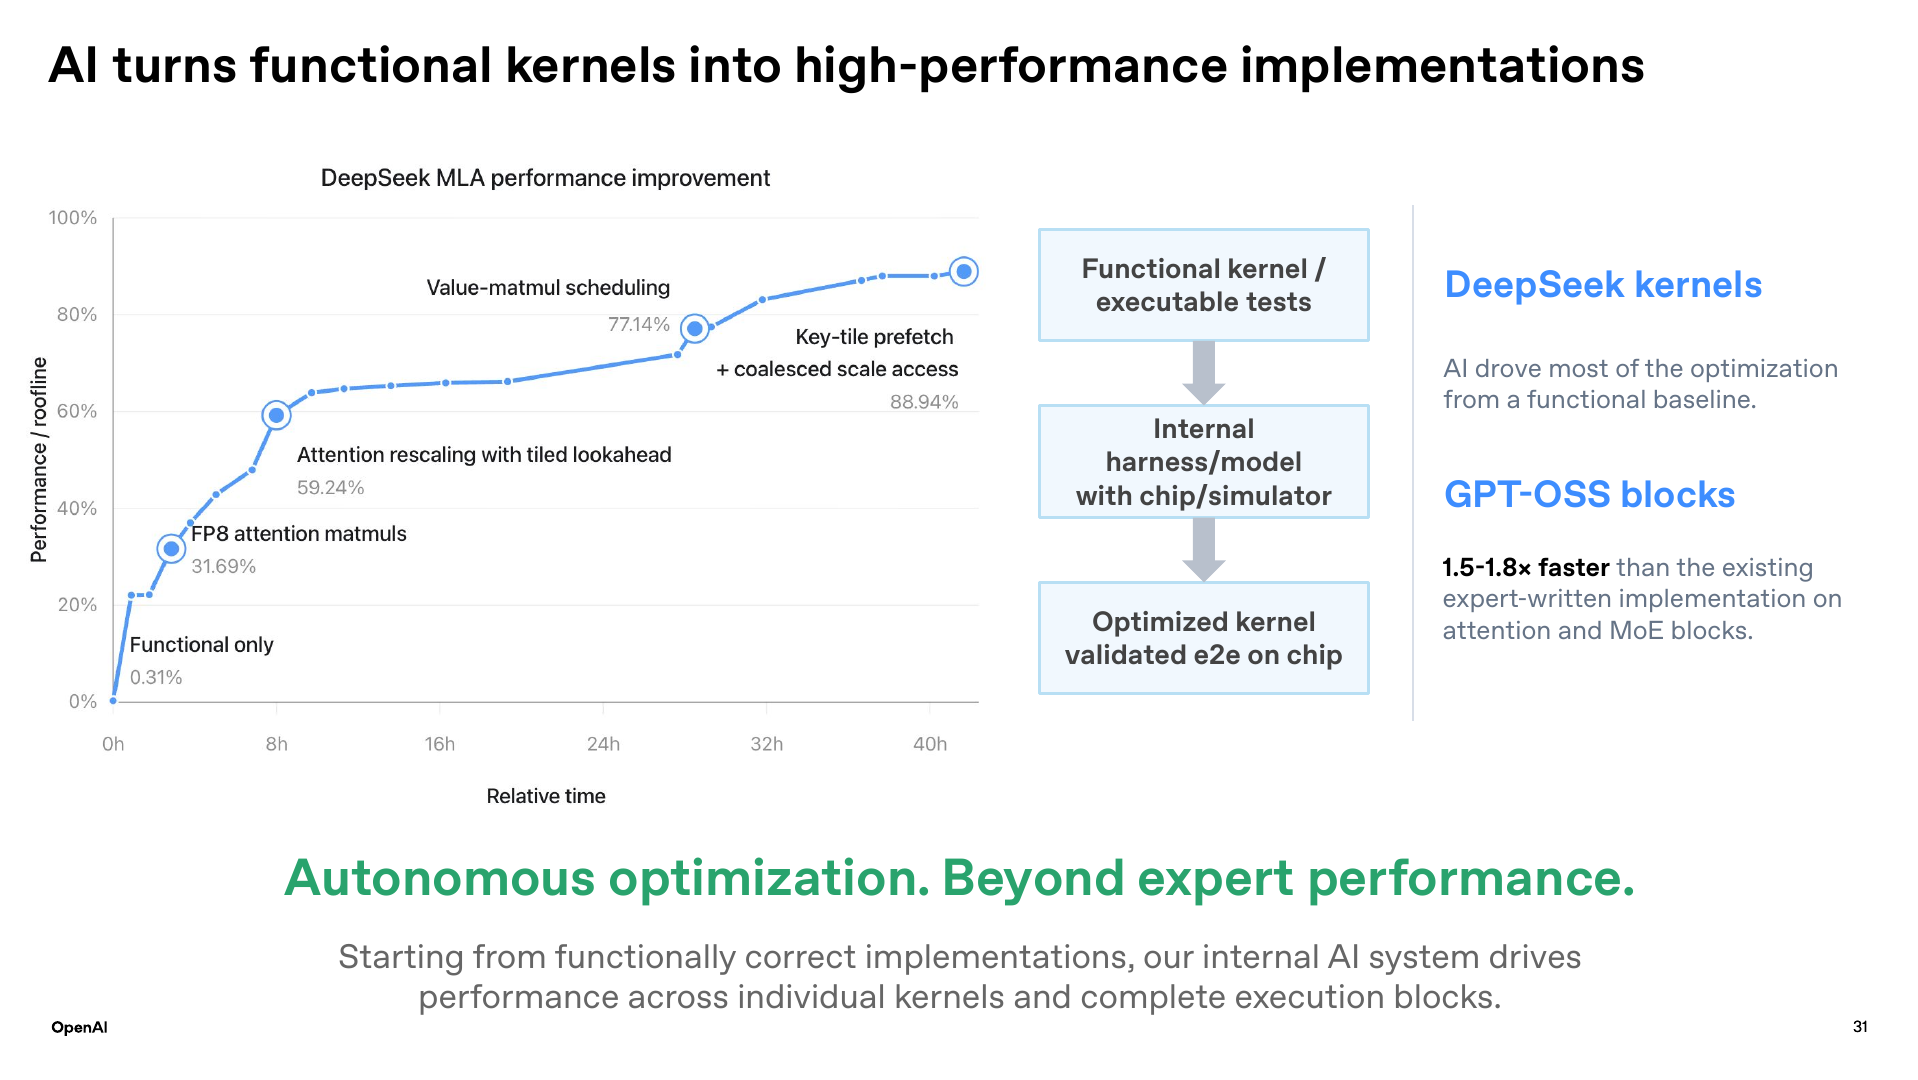 AI turns functional kernels into high-performance implementations
DeepSeek MLA performance improvement
Performance / roofline
100%
80%
60%
40%
20%
0%
0h
8h
16h
24h
32h
40h
Relative time
Functional only
0.31%
FP8 attention matmuls
31.69%
Attention rescaling with tiled lookahead
59.24%
Value-matmul scheduling
77.14%
Key-tile prefetch
+ coalesced scale access
88.94%
Functional kernel /
executable tests
Internal
harness/model
with chip/simulator
Optimized kernel
validated e2e on chip
DeepSeek kernels
AI drove most of the optimization
from a functional baseline.
GPT-OSS blocks
1.5-1.8× faster than the existing
expert-written implementation on
attention and MoE blocks.
Autonomous optimization. Beyond expert performance.
Starting from functionally correct implementations, our internal AI system drives
performance across individual kernels and complete execution blocks.
OpenAI
31